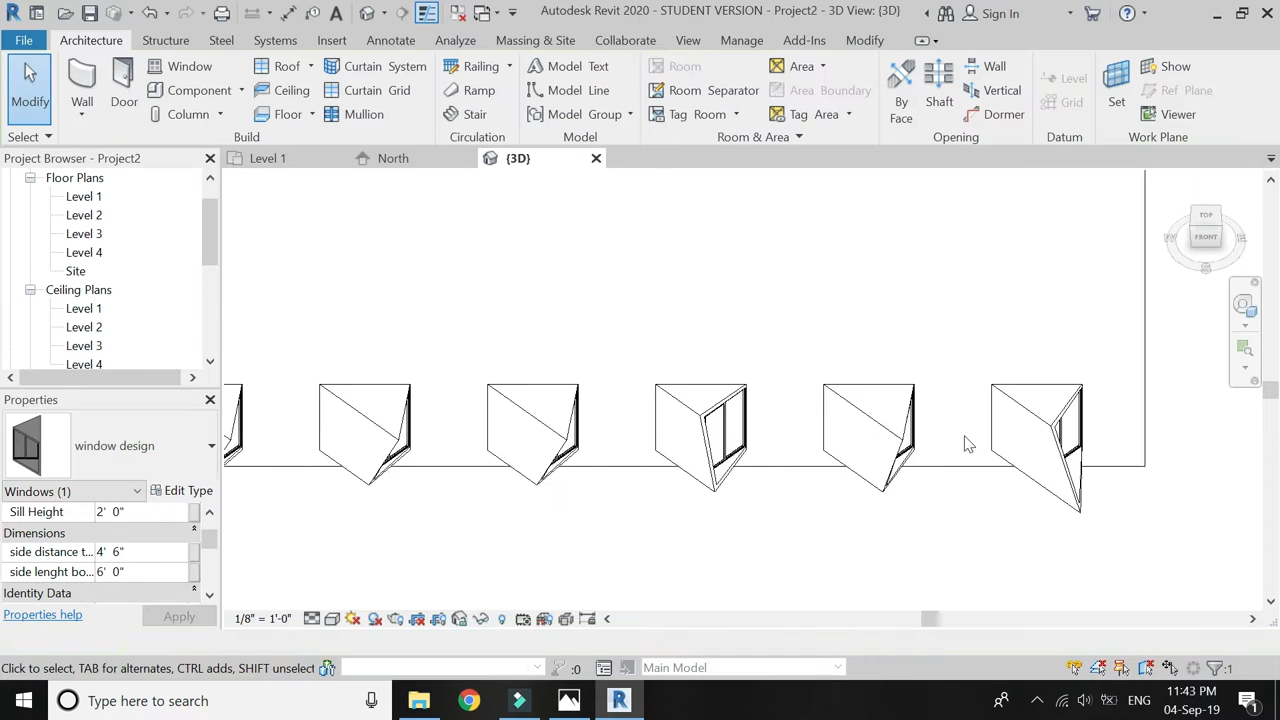 Autodesk Revit 2020 - STUDENT VERSION - Project2 - 3D View: {3D}
Sign In
File
Architecture
Structure
Steel
Systems
Insert
Annotate
Analyze
Massing & Site
Collaborate
View
Manage
Add-Ins
Modify
Modify
Wall
Door
Window
Component
Column
Roof
Ceiling
Floor
Curtain System
Curtain Grid
Mullion
Railing
Ramp
Stair
Model Text
Model Line
Model Group
Room
Room Separator
Tag Room
Area
Area Boundary
Tag Area
By
Face
Shaft
Wall
Vertical
Dormer
Level
Grid
Set
Show
Ref Plane
Viewer
Select
Build
Circulation
Model
Room & Area
Opening
Datum
Work Plane
Project Browser - Project2
Level 1
North
{3D}
Floor Plans
Level 1
Level 2
Level 3
Level 4
Site
Ceiling Plans
Level 1
Level 2
Level 3
Level 4
TOP
FRONT
Properties
window design
Windows (1)
Edit Type
Sill Height 2' 0"
Dimensions
side distance t... 4' 6"
side lenght bo... 6' 0"
Identity Data
Properties help
Apply
1/8" = 1'-0"
Click to select, TAB for alternates, CTRL adds, SHIFT unselect
:0
Main Model
:1
Type here to search
ENG
11:43 PM
04-Sep-19
1